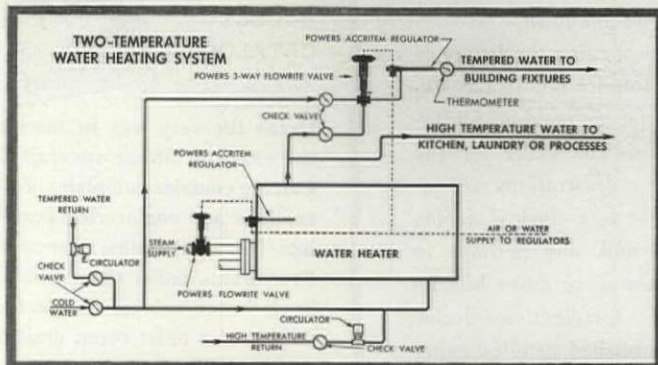 TWO-TEMPERATURE
WATER HEATING SYSTEM
POWERS ACCRITEM REGULATOR
POWERS 3-WAY FLOWRITE VALVE
TEMPERED WATER TO
BUILDING FIXTURES
THERMOMETER
CHECK VALVE
HIGH TEMPERATURE WATER TO
KITCHEN, LAUNDRY OR PROCESSES
POWERS ACCRITEM
REGULATOR
TEMPERED WATER
RETURN
CIRCULATOR
STEAM
SUPPLY
AIR OR WATER
SUPPLY TO REGULATORS
WATER HEATER
CHECK
VALVE
POWERS FLOWRITE VALVE
COLD
WATER
CIRCULATOR
HIGH TEMPERATURE
RETURN
CHECK VALVE